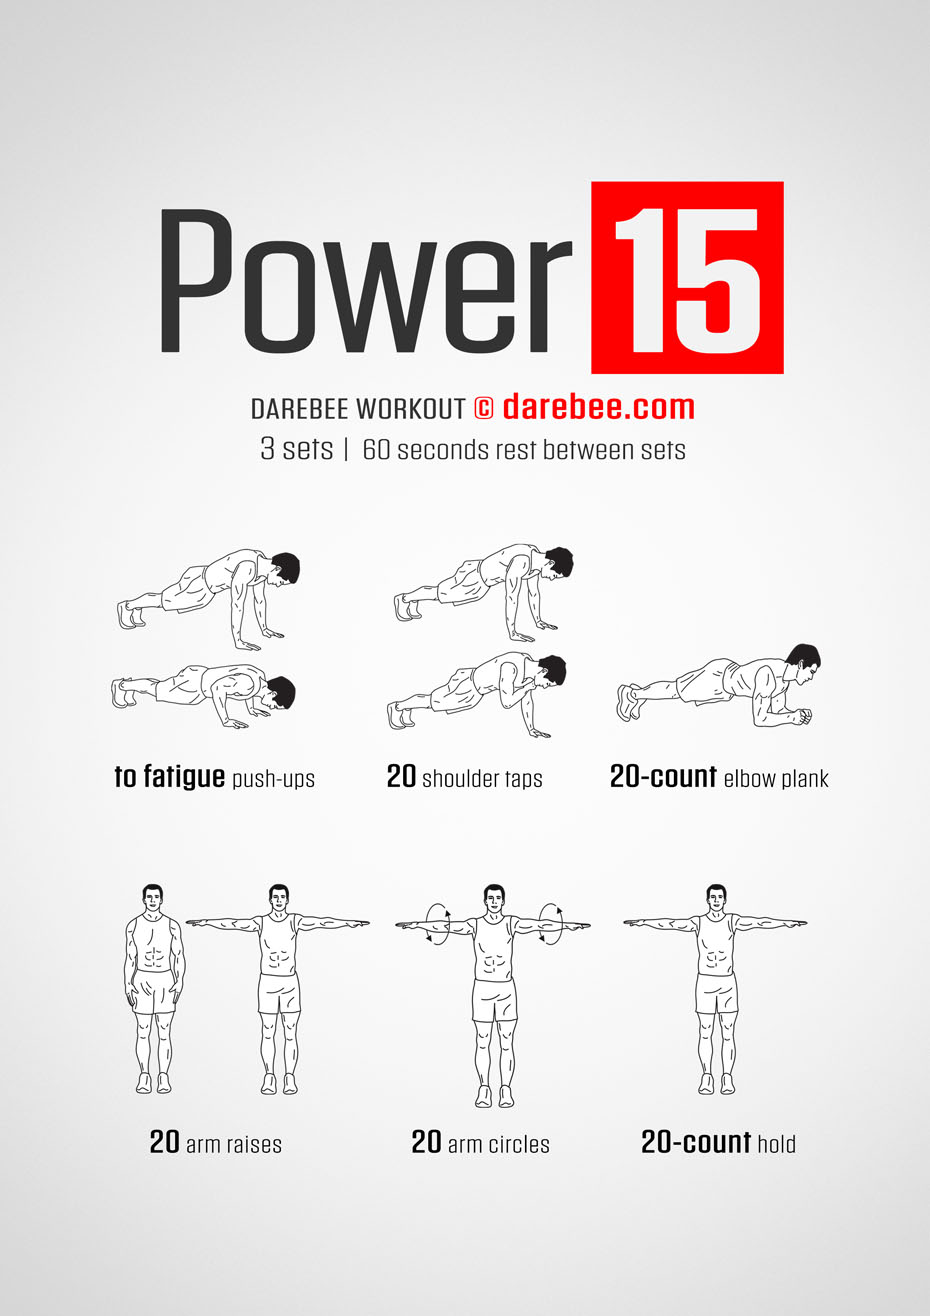 Power 15
DAREBEE WORKOUT © darebee.com
3 sets | 60 seconds rest between sets
to fatigue push-ups
20 shoulder taps
20-count elbow plank
20 arm raises
20 arm circles
20-count hold